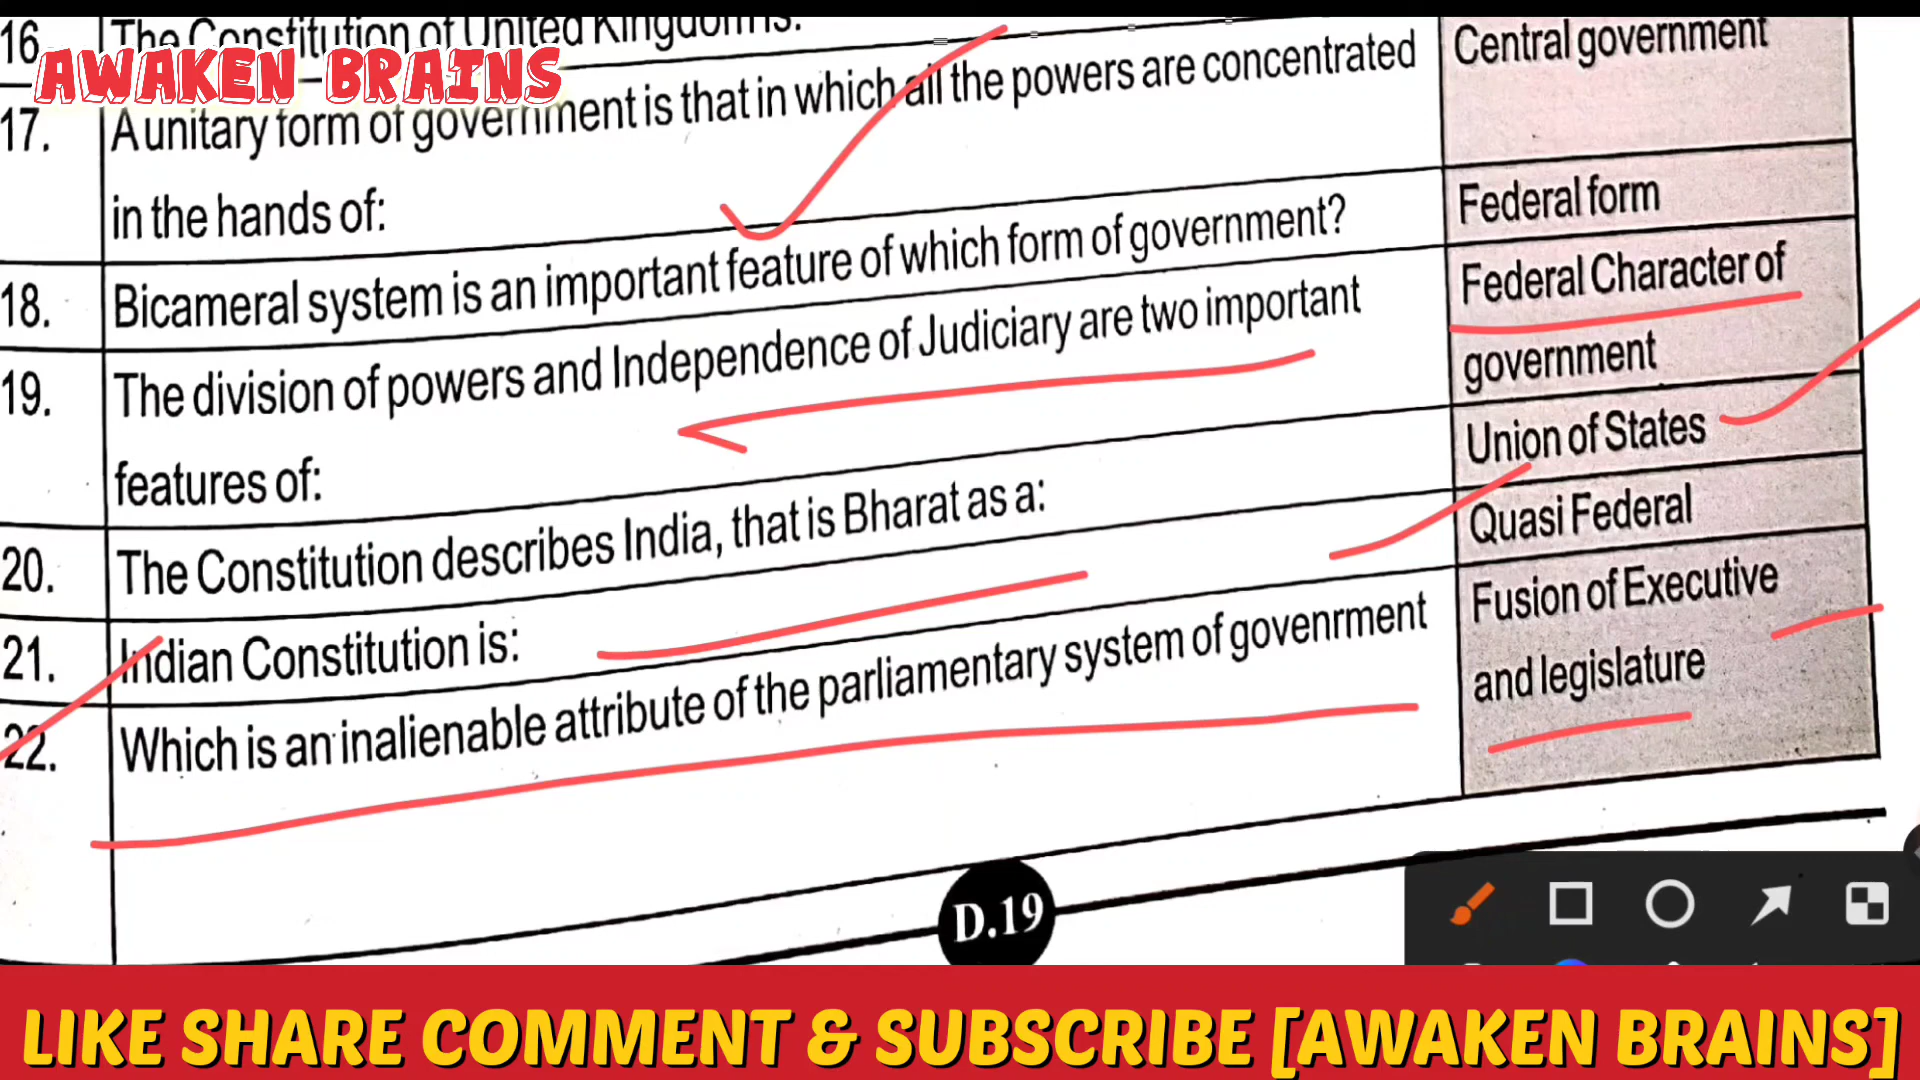 16. The Constitution of United Kingdom is:
AWAKEN BRAINS
17. A unitary form of government is that in which all the powers are concentrated
in the hands of:
Central government
18. Bicameral system is an important feature of which form of government?
Federal form
19. The division of powers and Independence of Judiciary are two important
features of:
Federal Character of
government
20. The Constitution describes India, that is Bharat as a:
Union of States
21. Indian Constitution is:
Quasi Federal
22. Which is an inalienable attribute of the parliamentary system of govenrment
Fusion of Executive
and legislature
D.19
LIKE SHARE COMMENT & SUBSCRIBE [AWAKEN BRAINS]